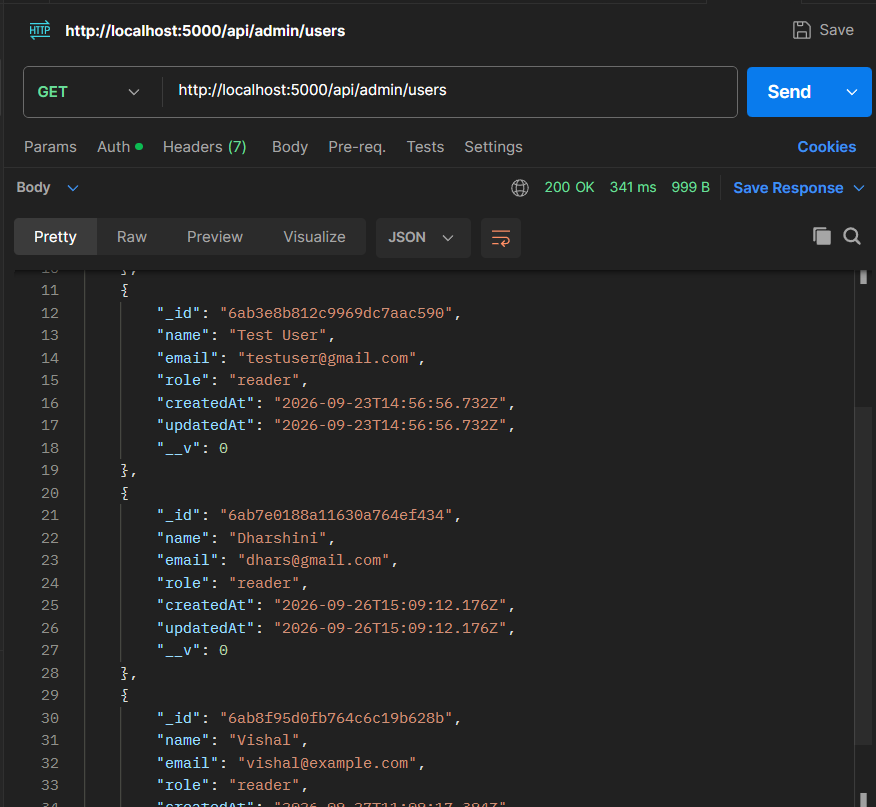 HTTP http://localhost:5000/api/admin/users Save
GET http://localhost:5000/api/admin/users Send
Params Auth Headers (7) Body Pre-req. Tests Settings Cookies
Body 200 OK 341 ms 999 B Save Response
Pretty Raw Preview Visualize JSON
10 },
11 {
12 "_id": "6ab3e8b812c9969dc7aac590",
13 "name": "Test User",
14 "email": "testuser@gmail.com",
15 "role": "reader",
16 "createdAt": "2026-09-23T14:56:56.732Z",
17 "updatedAt": "2026-09-23T14:56:56.732Z",
18 "__v": 0
19 },
20 {
21 "_id": "6ab7e0188a11630a764ef434",
22 "name": "Dharshini",
23 "email": "dhars@gmail.com",
24 "role": "reader",
25 "createdAt": "2026-09-26T15:09:12.176Z",
26 "updatedAt": "2026-09-26T15:09:12.176Z",
27 "__v": 0
28 },
29 {
30 "_id": "6ab8f95d0fb764c6c19b628b",
31 "name": "Vishal",
32 "email": "vishal@example.com",
33 "role": "reader",
34 "createdAt": "2026-09-27T11:09:17.394Z",